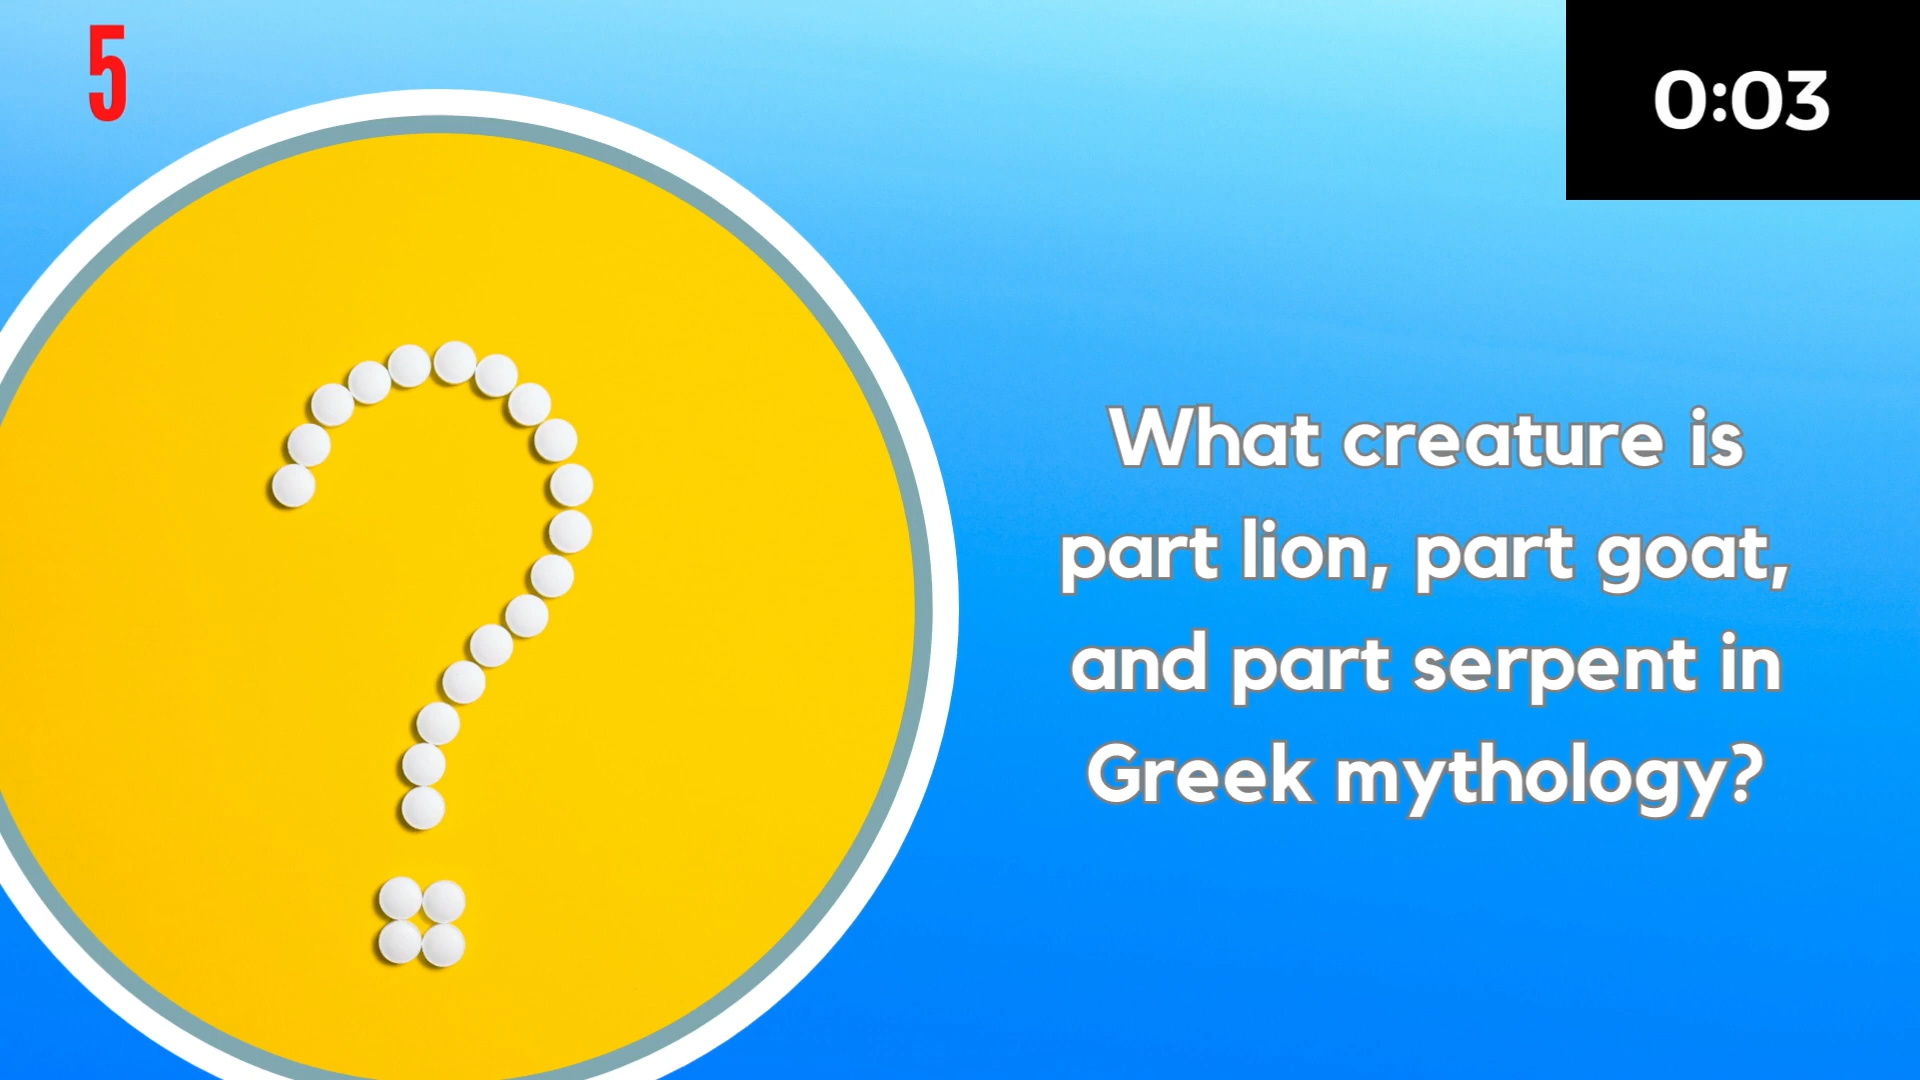 5
0:03
What creature is
part lion, part goat,
and part serpent in
Greek mythology?